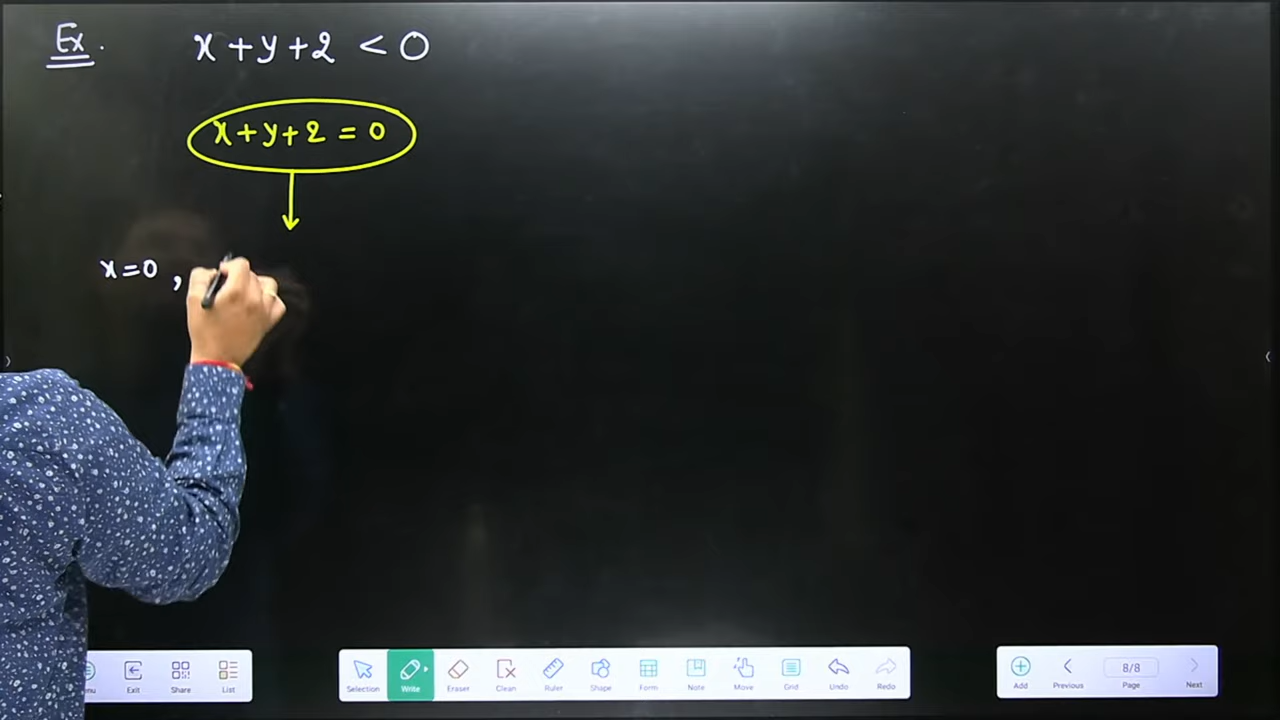 Ex. x+y+2 < 0
x+y+2 = 0
x=0 ,
Exit Share List Selection Write Eraser Clean Ruler Shape Form Note Move Grid Undo Redo Add Previous 8/8 Page Next